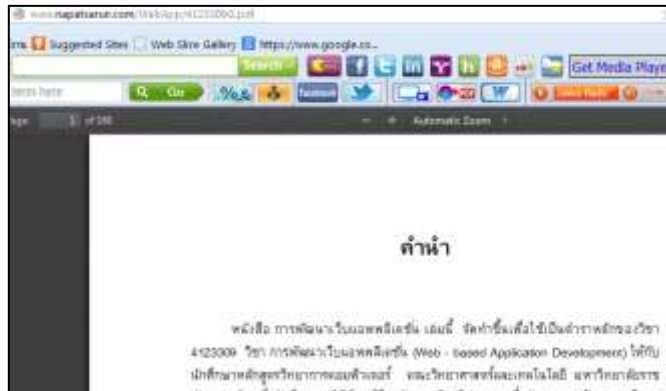 www.napatsarun.com/WebApp/4123309G.pdf
Suggested Sites Web Slice Gallery https://www.google.co...
Search Get Media Playe
here Go facebook
Page: 1 of 160 Automatic Zoom
คำนำ
หนังสือ การพัฒนาเว็บแอพพลิเคชั่น เล่มนี้ จัดทำขึ้นเพื่อใช้เป็นตำราหลักของวิชา
4123309 วิชา การพัฒนาเว็บแอพพลิเคชั่น (Web - based Application Development) ให้กับ
นักศึกษาหลักสูตรวิทยาการคอมพิวเตอร์ คณะวิทยาศาสตร์และเทคโนโลยี มหาวิทยาลัยราช